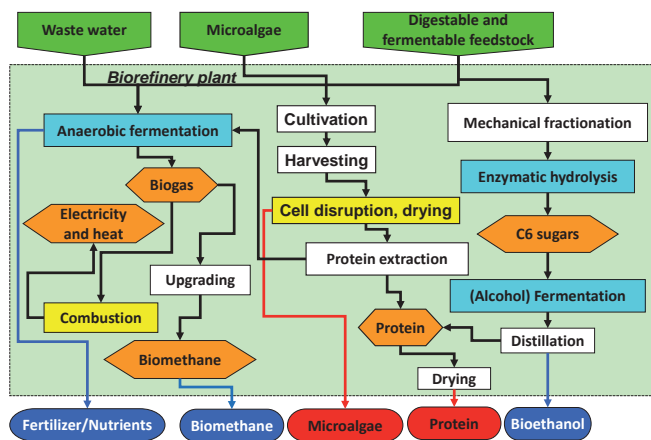 Waste water
Microalgae
Digestable and
fermentable feedstock
Biorefinery plant
Anaerobic fermentation
Cultivation
Mechanical fractionation
Harvesting
Biogas
Enzymatic hydrolysis
Electricity
and heat
Cell disruption, drying
C6 sugars
Protein extraction
Upgrading
(Alcohol) Fermentation
Combustion
Protein
Distillation
Biomethane
Drying
Fertilizer/Nutrients
Biomethane
Microalgae
Protein
Bioethanol